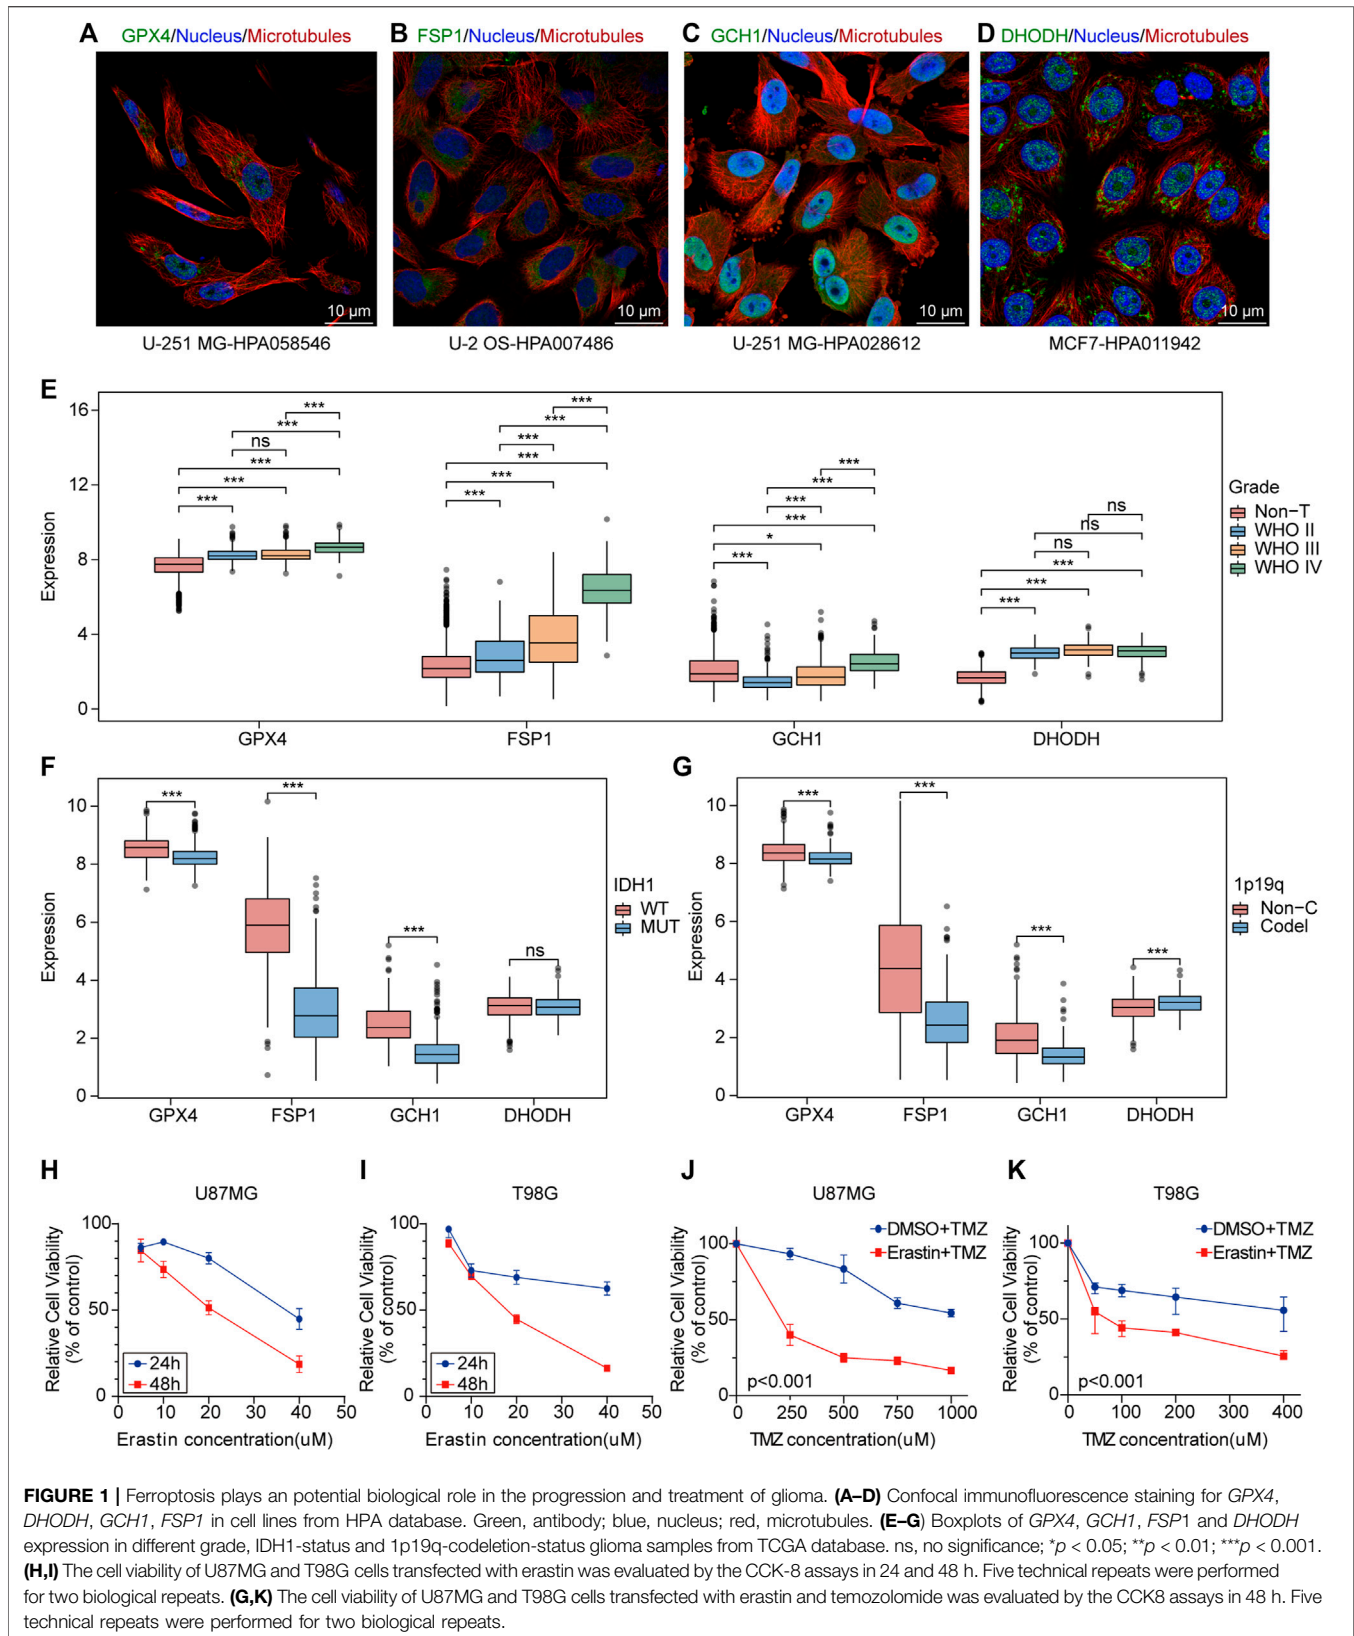 A GPX4/Nucleus/Microtubules
B FSP1/Nucleus/Microtubules
C GCH1/Nucleus/Microtubules
D DHODH/Nucleus/Microtubules
10 µm
10 µm
10 µm
10 µm
U-251 MG-HPA058546
U-2 OS-HPA007486
U-251 MG-HPA028612
MCF7-HPA011942
E
Expression
16
12
8
4
0
***
***
ns
***
***
***
***
***
***
***
***
***
***
***
***
***
*
***
ns
ns
ns
***
***
***
GPX4
FSP1
GCH1
DHODH
Grade
Non-T
WHO II
WHO III
WHO IV
F
Expression
10
8
6
4
2
0
***
***
***
ns
GPX4
FSP1
GCH1
DHODH
IDH1
WT
MUT
G
Expression
10
8
6
4
2
0
***
***
***
***
GPX4
FSP1
GCH1
DHODH
1p19q
Non-C
Codel
H
U87MG
Relative Cell Viability
(% of control)
100
50
0
24h
48h
0 10 20 30 40 50
Erastin concentration(uM)
I
T98G
Relative Cell Viability
(% of control)
100
50
0
24h
48h
0 10 20 30 40 50
Erastin concentration(uM)
J
U87MG
Relative Cell Viability
(% of control)
100
50
0
DMSO+TMZ
Erastin+TMZ
p<0.001
0 250 500 750 1000
TMZ concentration(uM)
K
T98G
Relative Cell Viability
(% of control)
100
50
0
DMSO+TMZ
Erastin+TMZ
p<0.001
0 100 200 300 400
TMZ concentration(uM)
FIGURE 1 | Ferroptosis plays an potential biological role in the progression and treatment of glioma. (A–D) Confocal immunofluorescence staining for GPX4,
DHODH, GCH1, FSP1 in cell lines from HPA database. Green, antibody; blue, nucleus; red, microtubules. (E–G) Boxplots of GPX4, GCH1, FSP1 and DHODH
expression in different grade, IDH1-status and 1p19q-codeletion-status glioma samples from TCGA database. ns, no significance; *p < 0.05; **p < 0.01; ***p < 0.001.
(H,I) The cell viability of U87MG and T98G cells transfected with erastin was evaluated by the CCK-8 assays in 24 and 48 h. Five technical repeats were performed
for two biological repeats. (G,K) The cell viability of U87MG and T98G cells transfected with erastin and temozolomide was evaluated by the CCK8 assays in 48 h. Five
technical repeats were performed for two biological repeats.